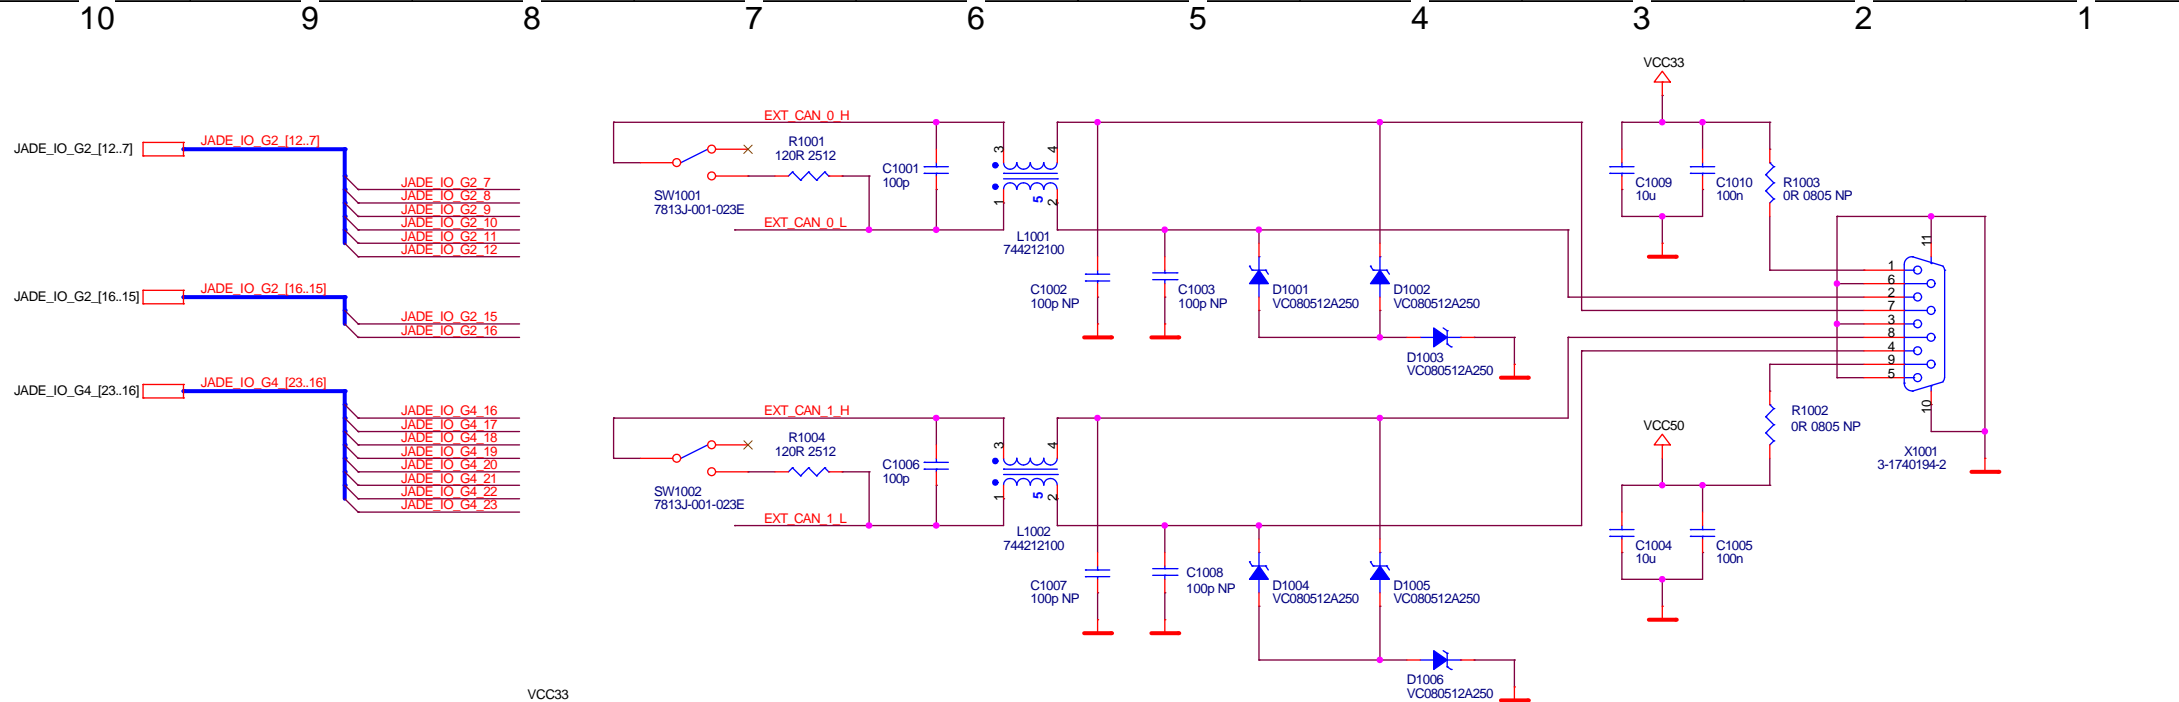 10 9 8 7 6 5 4 3 2 1
JADE_IO_G2_[12..7]
JADE_IO_G2_[12..7]
JADE_IO_G2_7
JADE_IO_G2_8
JADE_IO_G2_9
JADE_IO_G2_10
JADE_IO_G2_11
JADE_IO_G2_12
JADE_IO_G2_[16..15]
JADE_IO_G2_[16..15]
JADE_IO_G2_15
JADE_IO_G2_16
JADE_IO_G4_[23..16]
JADE_IO_G4_[23..16]
JADE_IO_G4_16
JADE_IO_G4_17
JADE_IO_G4_18
JADE_IO_G4_19
JADE_IO_G4_20
JADE_IO_G4_21
JADE_IO_G4_22
JADE_IO_G4_23
VCC33
EXT_CAN_0_H
R1001
120R 2512
SW1001
7813J-001-023E
C1001
100p
EXT_CAN_0_L
3
4
1
5
2
L1001
744212100
C1002
100p NP
C1003
100p NP
D1001
VC080512A250
D1002
VC080512A250
D1003
VC080512A250
EXT_CAN_1_H
R1004
120R 2512
SW1002
7813J-001-023E
C1006
100p
EXT_CAN_1_L
3
4
1
5
2
L1002
744212100
C1007
100p NP
C1008
100p NP
D1004
VC080512A250
D1005
VC080512A250
D1006
VC080512A250
VCC33
C1009
10u
C1010
100n
R1003
0R 0805 NP
11
1
6
2
7
3
8
4
9
5
10
X1001
3-1740194-2
R1002
0R 0805 NP
VCC50
C1004
10u
C1005
100n